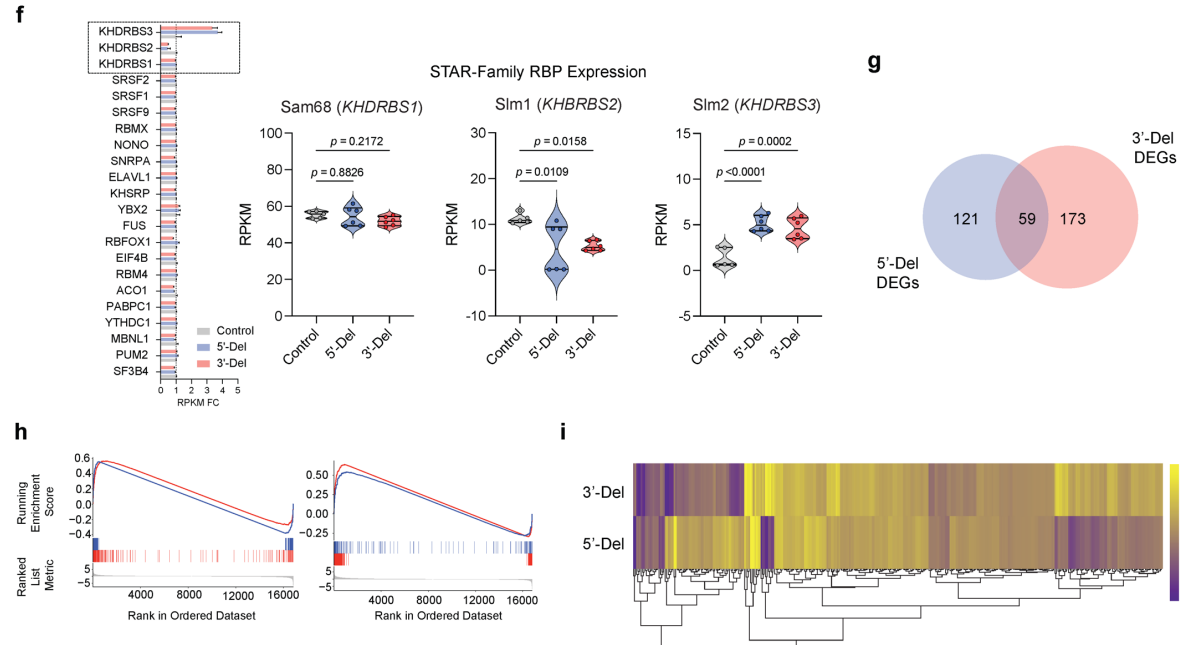 f
KHDRBS3
KHDRBS2
KHDRBS1
SRSF2
SRSF1
SRSF9
RBMX
NONO
SNRPA
ELAVL1
KHSRP
YBX2
FUS
RBFOX1
EIF4B
RBM4
ACO1
PABPC1
YTHDC1
MBNL1
PUM2
SF3B4
0 1 2 3 4 5
RPKM FC
Control
5'-Del
3'-Del
STAR-Family RBP Expression
Sam68 (KHDRBS1)
RPKM
100
80
60
40
20
0
p = 0.2172
p = 0.8826
Control
5'-Del
3'-Del
Slm1 (KHBRBS2)
RPKM
30
20
10
0
-10
p = 0.0158
p = 0.0109
Control
5'-Del
3'-Del
Slm2 (KHDRBS3)
RPKM
15
10
5
0
-5
p = 0.0002
p <0.0001
Control
5'-Del
3'-Del
g
3'-Del
DEGs
121 59 173
5'-Del
DEGs
h
Running
Enrichment
Score
0.6
0.4
0.2
0.0
−0.2
−0.4
Ranked
List
Metric
5
−5
4000 8000 12000 16000
Rank in Ordered Dataset
0.50
0.25
0.00
−0.25
5
−5
4000 8000 12000 16000
Rank in Ordered Dataset
i
3'-Del
5'-Del